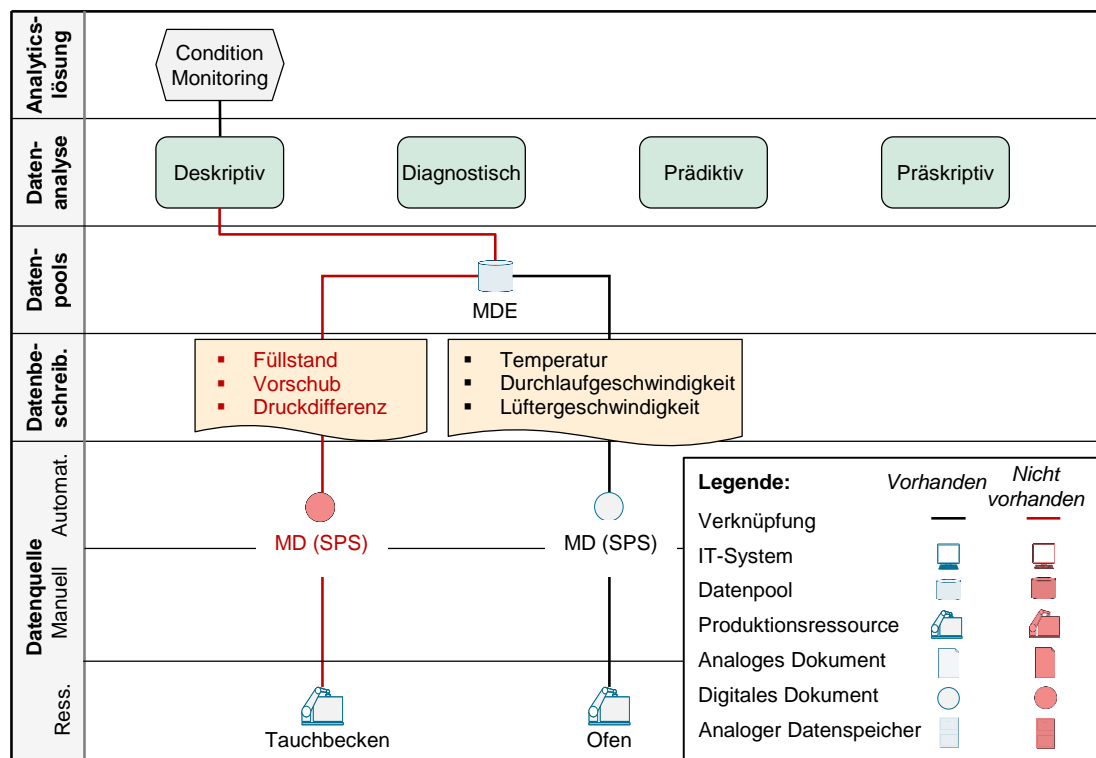 Analytics-
lösung
Condition
Monitoring
Daten-
analyse
Deskriptiv
Diagnostisch
Prädiktiv
Präskriptiv
Daten-
pools
MDE
Datenbe-
schreib.
▪ Füllstand
▪ Vorschub
▪ Druckdifferenz
▪ Temperatur
▪ Durchlaufgeschwindigkeit
▪ Lüftergeschwindigkeit
Datenquelle
Automat.
Manuell
Ress.
MD (SPS)
MD (SPS)
Tauchbecken
Ofen
Legende:
Vorhanden
Nicht
vorhanden
Verknüpfung
IT-System
Datenpool
Produktionsressource
Analoges Dokument
Digitales Dokument
Analoger Datenspeicher